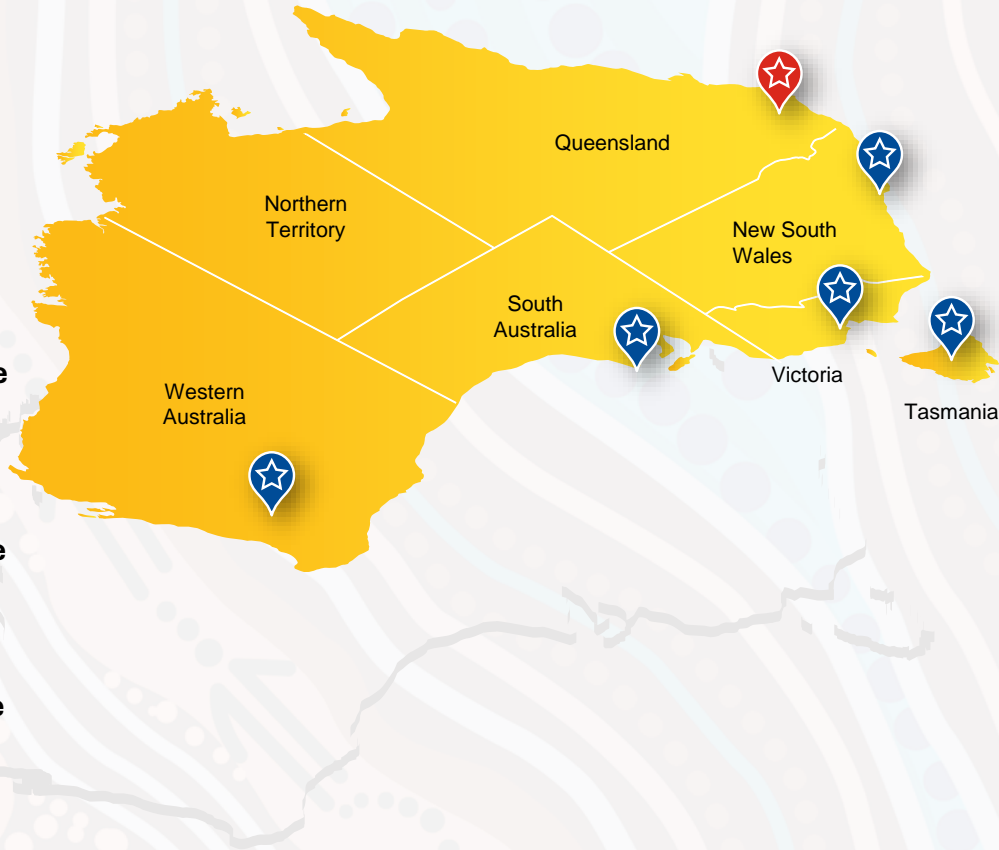 Queensland
Northern
Territory
New South
Wales
South
Australia
Victoria
Western
Australia
Tasmania
e
e
e